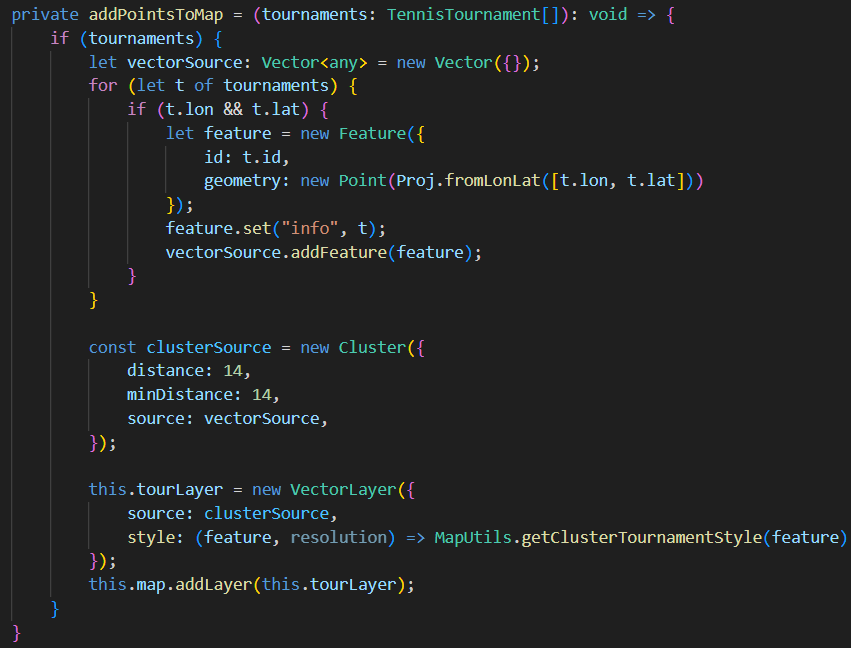 private addPointsToMap = (tournaments: TennisTournament[]): void => {
    if (tournaments) {
        let vectorSource: Vector<any> = new Vector({});
        for (let t of tournaments) {
            if (t.lon && t.lat) {
                let feature = new Feature({
                    id: t.id,
                    geometry: new Point(Proj.fromLonLat([t.lon, t.lat]))
                });
                feature.set("info", t);
                vectorSource.addFeature(feature);
            }
        }

        const clusterSource = new Cluster({
            distance: 14,
            minDistance: 14,
            source: vectorSource,
        });

        this.tourLayer = new VectorLayer({
            source: clusterSource,
            style: (feature, resolution) => MapUtils.getClusterTournamentStyle(feature)
        });
        this.map.addLayer(this.tourLayer);
    }
}